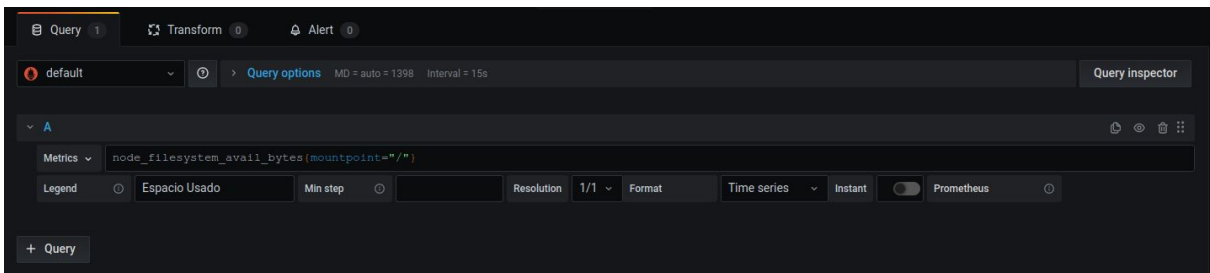 Query 1 Transform 0 Alert 0
default > Query options MD = auto = 1398 Interval = 15s Query inspector
A
Metrics node_filesystem_avail_bytes{mountpoint="/"}
Legend Espacio Usado Min step Resolution 1/1 Format Time series Instant Prometheus
+ Query